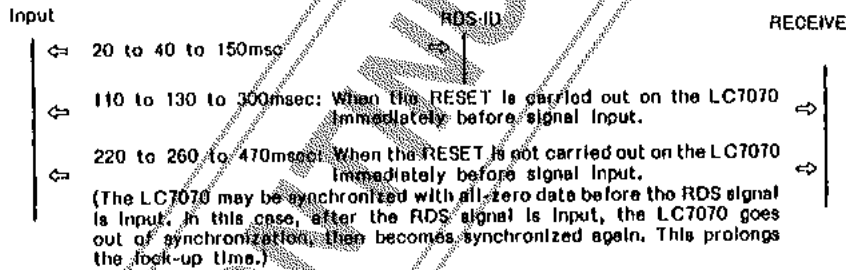 Input
RDS-ID
RECEIVE
20 to 40 to 150msc
110 to 130 to 300msec: When the RESET is carried out on the LC7070
immediately before signal input.
220 to 260 to 470msec: When the RESET is not carried out on the LC7070
immediately before signal input.
(The LC7070 may be synchronized with all-zero data before the RDS signal
is input. In this case, after the RDS signal is input, the LC7070 goes
out of synchronization, then becomes synchronized again. This prolongs
the lock-up time.)